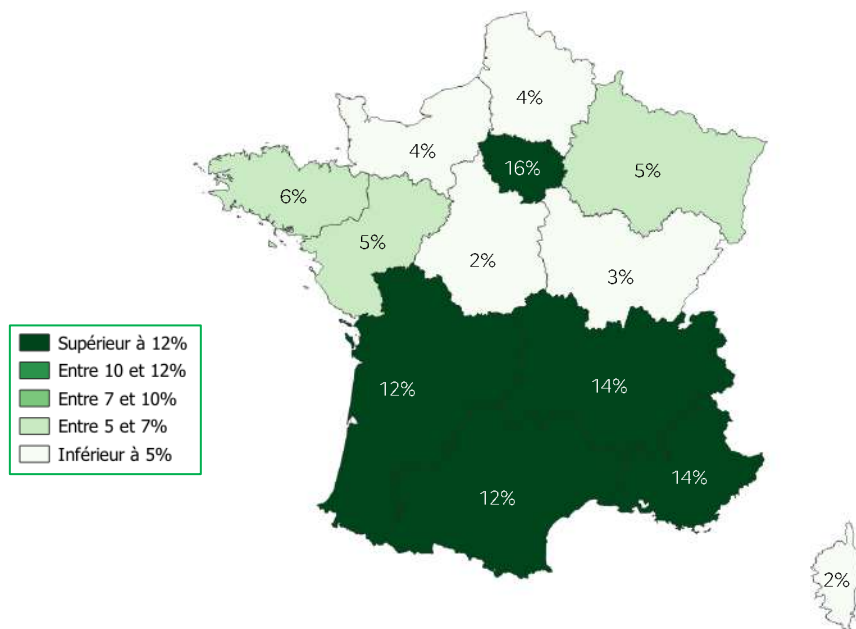 4%
4%
16%
5%
6%
5%
2%
3%
Supérieur à 12%
Entre 10 et 12%
Entre 7 et 10%
Entre 5 et 7%
Inférieur à 5%
12%
14%
14%
12%
2%